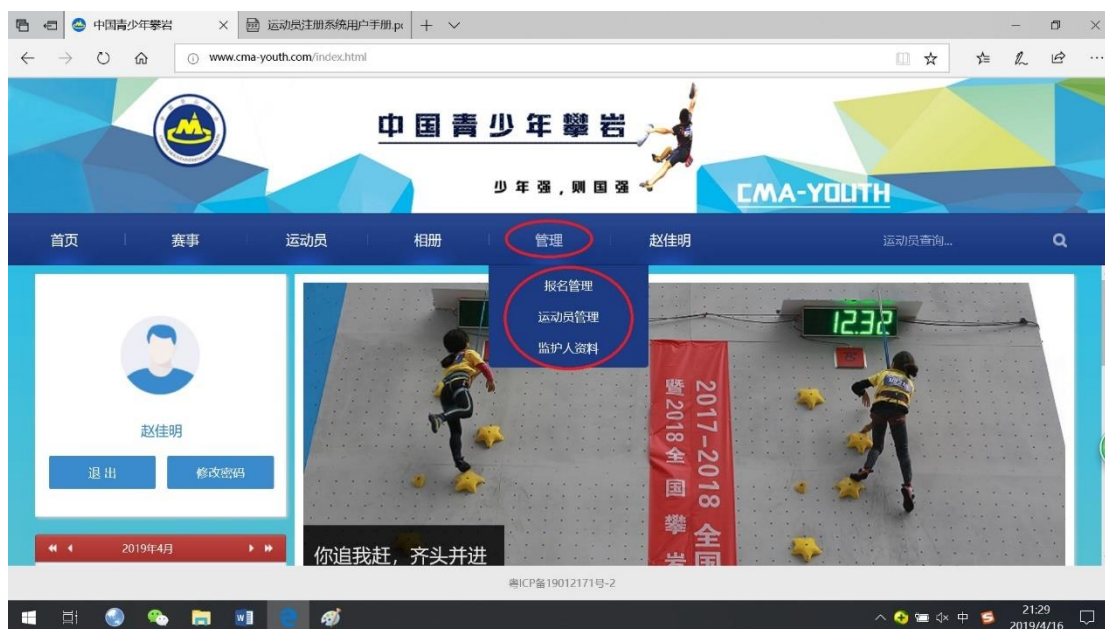 中国青少年攀岩
运动员注册系统用户手册.p
www.cma-youth.com/index.html
中国青少年攀岩
少年强，则国强
CMA-YOUTH
首页
赛事
运动员
相册
管理
赵佳明
运动员查询...
报名管理
运动员管理
监护人资料
12.32
赵佳明
退出
修改密码
2017-2018 全国
暨2018全国攀岩
2019年4月
你追我赶，齐头并进
粤ICP备19012171号-2
中
21:29
2019/4/16